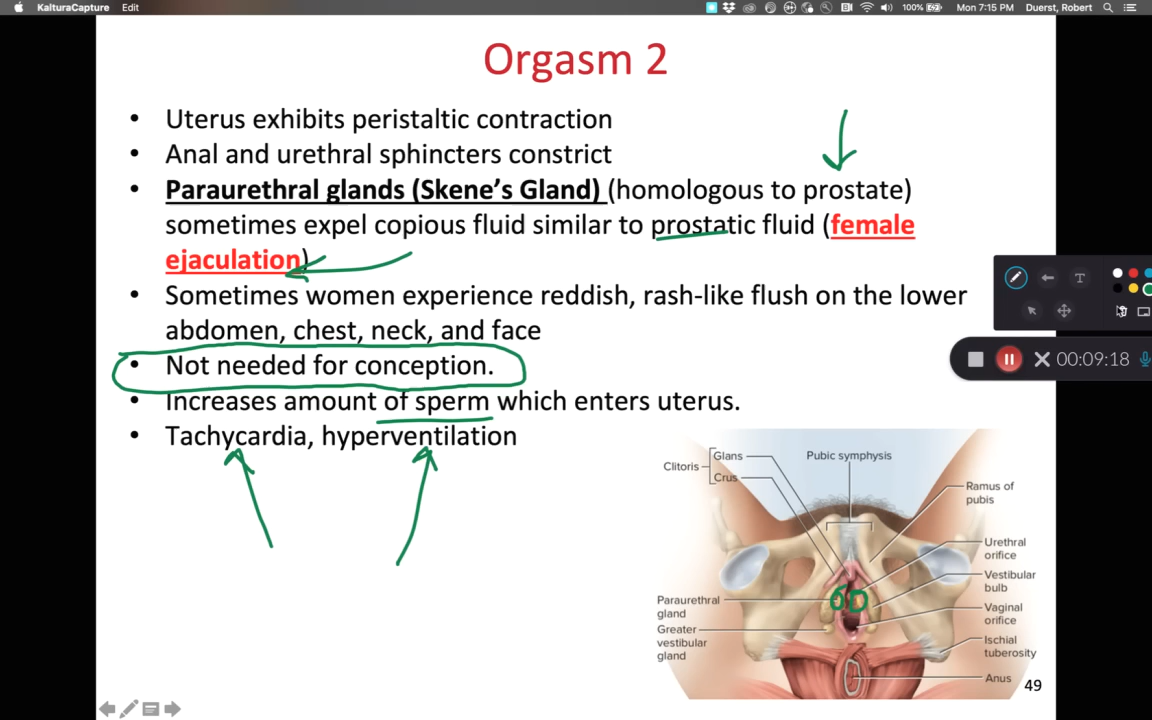 KalturaCapture Edit
100% Mon 7:15 PM Duerst, Robert
Orgasm 2
• Uterus exhibits peristaltic contraction
• Anal and urethral sphincters constrict
• Paraurethral glands (Skene's Gland) (homologous to prostate)
sometimes expel copious fluid similar to prostatic fluid (female
ejaculation)
• Sometimes women experience reddish, rash-like flush on the lower
abdomen, chest, neck, and face
• Not needed for conception.
• Increases amount of sperm which enters uterus.
• Tachycardia, hyperventilation
T
00:09:18
Clitoris
Glans
Crus
Pubic symphysis
Ramus of
pubis
Urethral
orifice
Vestibular
bulb
Vaginal
orifice
Ischial
tuberosity
Anus
Paraurethral
gland
Greater
vestibular
gland
49